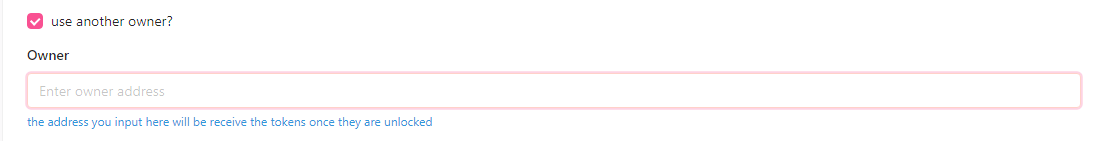 use another owner?
Owner
Enter owner address
the address you input here will be receive the tokens once they are unlocked